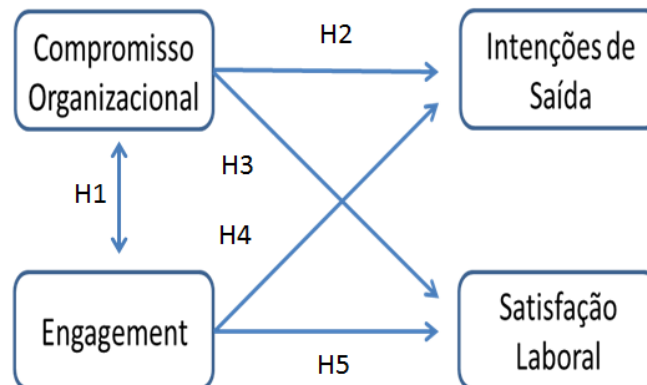 Compromisso
Organizacional
H2
Intenções de
Saída
H1
H3
H4
Engagement
H5
Satisfação
Laboral